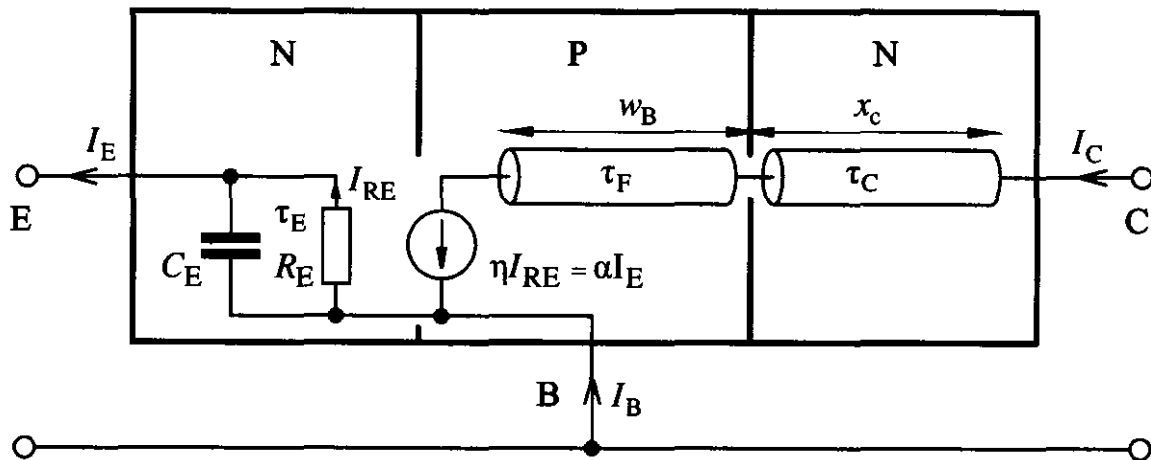 N P N
w_B x_c
I_E I_C
I_RE τ_F τ_C
E τ_E C
C_E R_E ηI_RE = αI_E
B I_B